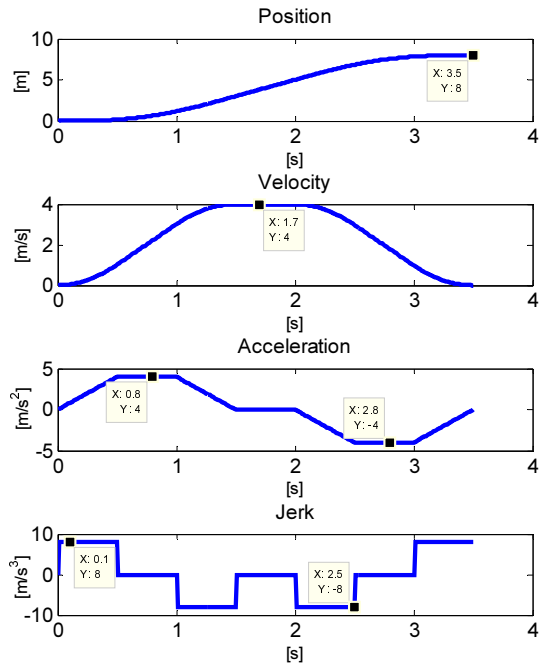 Position
10
5
0
[m]
X: 3.5
Y: 8
0 1 2 3 4
[s]
Velocity
4
2
0
[m/s]
X: 1.7
Y: 4
0 1 2 3 4
[s]
Acceleration
5
0
-5
[m/s²]
X: 0.8
Y: 4
X: 2.8
Y: -4
0 1 2 3 4
[s]
Jerk
10
0
-10
[m/s³]
X: 0.1
Y: 8
X: 2.5
Y: -8
0 1 2 3 4
[s]